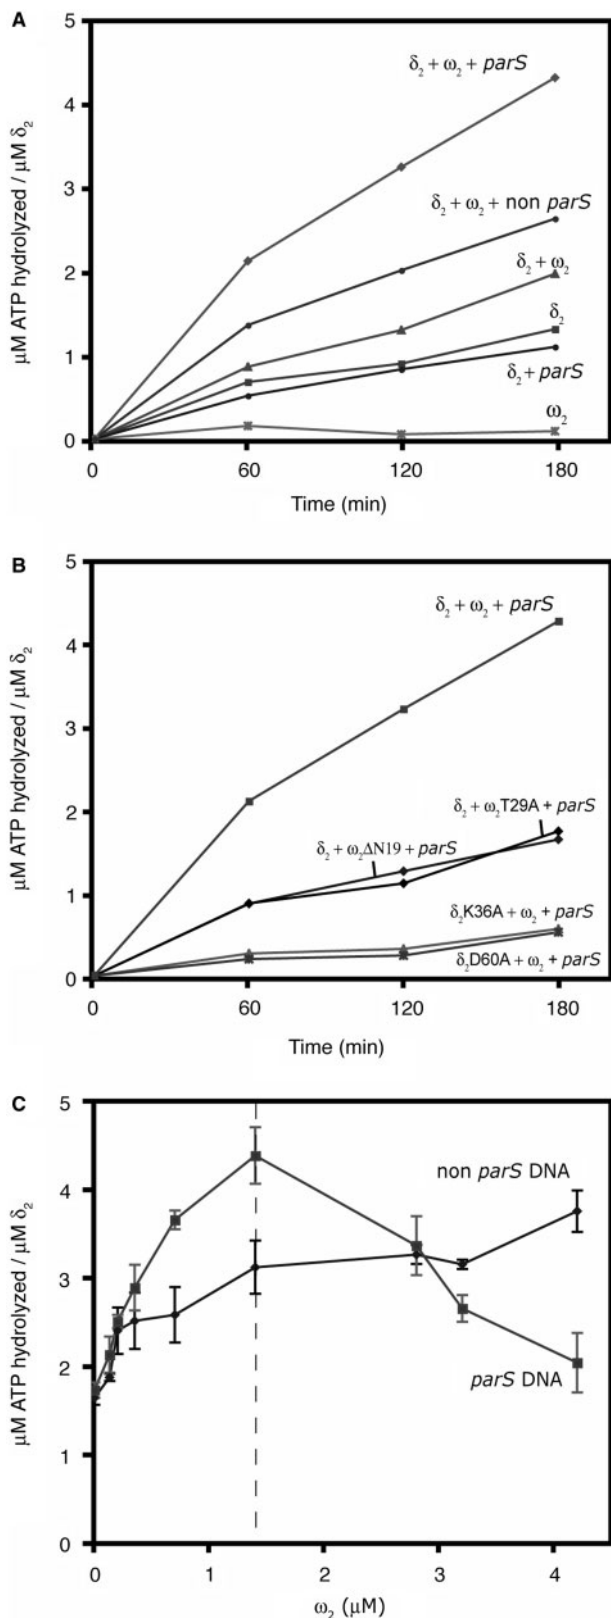 A
µM ATP hydrolyzed / µM δ₂
5
4
3
2
1
0
δ₂ + ω₂ + parS
δ₂ + ω₂ + non parS
δ₂ + ω₂
δ₂
δ₂ + parS
ω₂
0 60 120 180
Time (min)
B
µM ATP hydrolyzed / µM δ₂
5
4
3
2
1
0
δ₂ + ω₂ + parS
δ₂ + ω₂T29A + parS
δ₂ + ω₂ΔN19 + parS
δ₂K36A + ω₂ + parS
δ₂D60A + ω₂ + parS
0 60 120 180
Time (min)
C
µM ATP hydrolyzed / µM δ₂
5
4
3
2
1
0
non parS DNA
parS DNA
0 1 2 3 4
ω₂ (µM)